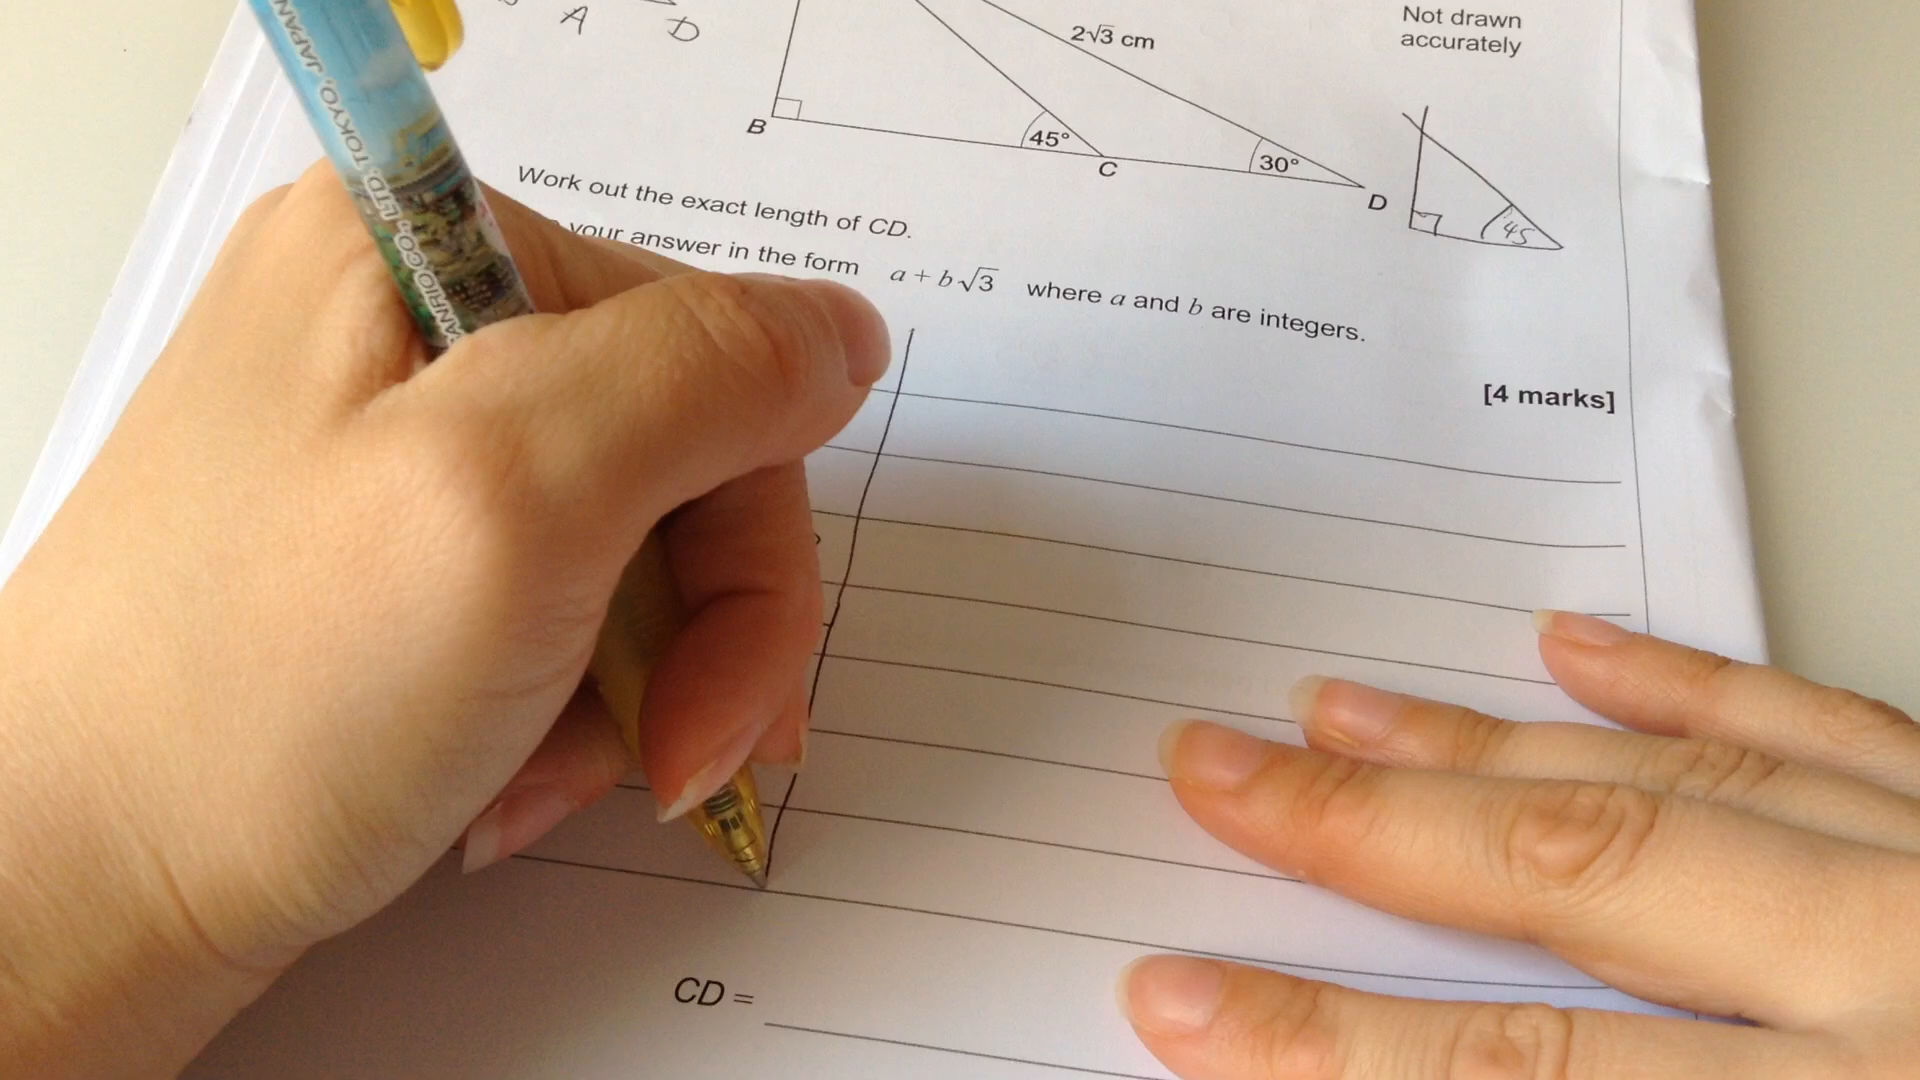 A D
2√3 cm
Not drawn
accurately
B
45°
C
30°
D
45
Work out the exact length of CD.
your answer in the form a + b√3 where a and b are integers.
[4 marks]
CD =
JAPAN
CO., LTD. TOKYO, JAPAN